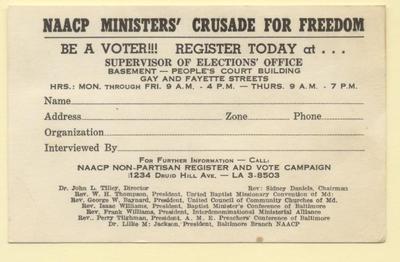 NAACP MINISTERS' CRUSADE FOR FREEDOM
BE A VOTER!!! REGISTER TODAY at . . .
SUPERVISOR OF ELECTIONS' OFFICE
BASEMENT — PEOPLE'S COURT BUILDING
GAY AND FAYETTE STREETS
HRS.: MON. THROUGH FRI. 9 A.M. - 4 P.M. — THURS. 9 A.M. - 7 P.M.
Name
Address Zone Phone
Organization
Interviewed By
FOR FURTHER INFORMATION — CALL:
NAACP NON-PARTISAN REGISTER AND VOTE CAMPAIGN
1234 DRUID HILL AVE. — LA 3-8503
Dr. John L. Tilley, Director Rev: Sidney Daniels, Chairman
Rev. W. H. Thompson, President, United Baptist Missionary Convention of Md:
Rev. George W. Baynard, President, United Council of Community Churches of Md.
Rev. Isaac Williams, President, Baptist Minister's Conference of Baltimore
Rev. Frank Williams, President, Interdenominational Ministerial Alliance
Rev.. Perry Tilghman, President, A. M. E. Preachers' Conference of Baltimore
Dr. Lillie M: Jackson, President, Baltimore Branch NAACP